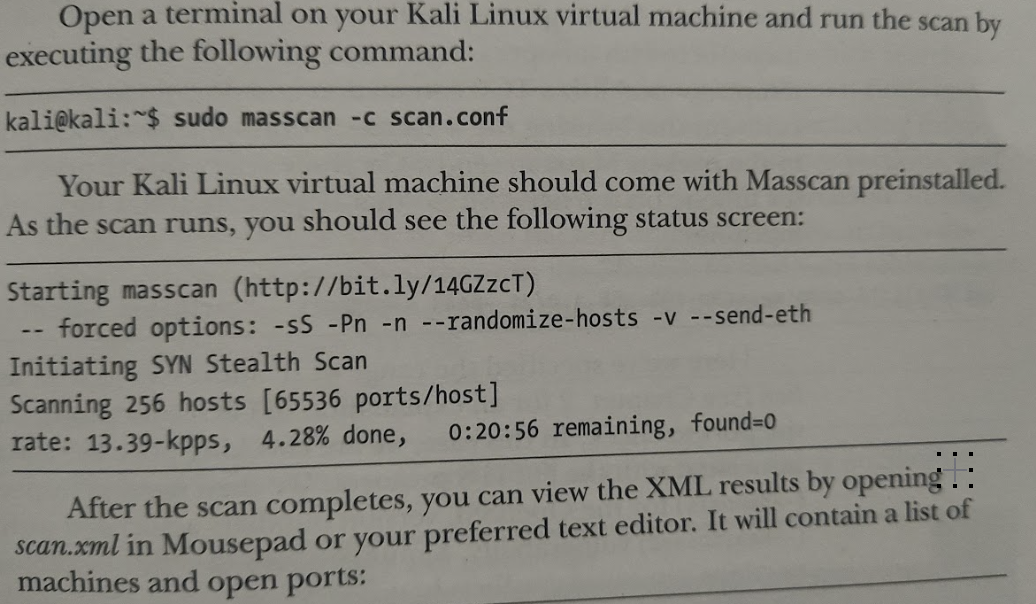 Open a terminal on your Kali Linux virtual machine and run the scan by
executing the following command:
kali@kali:~$ sudo masscan -c scan.conf
Your Kali Linux virtual machine should come with Masscan preinstalled.
As the scan runs, you should see the following status screen:
Starting masscan (http://bit.ly/14GZzcT)
-- forced options: -sS -Pn -n --randomize-hosts -v --send-eth
Initiating SYN Stealth Scan
Scanning 256 hosts [65536 ports/host]
rate: 13.39-kpps, 4.28% done, 0:20:56 remaining, found=0
After the scan completes, you can view the XML results by opening
scan.xml in Mousepad or your preferred text editor. It will contain a list of
machines and open ports: